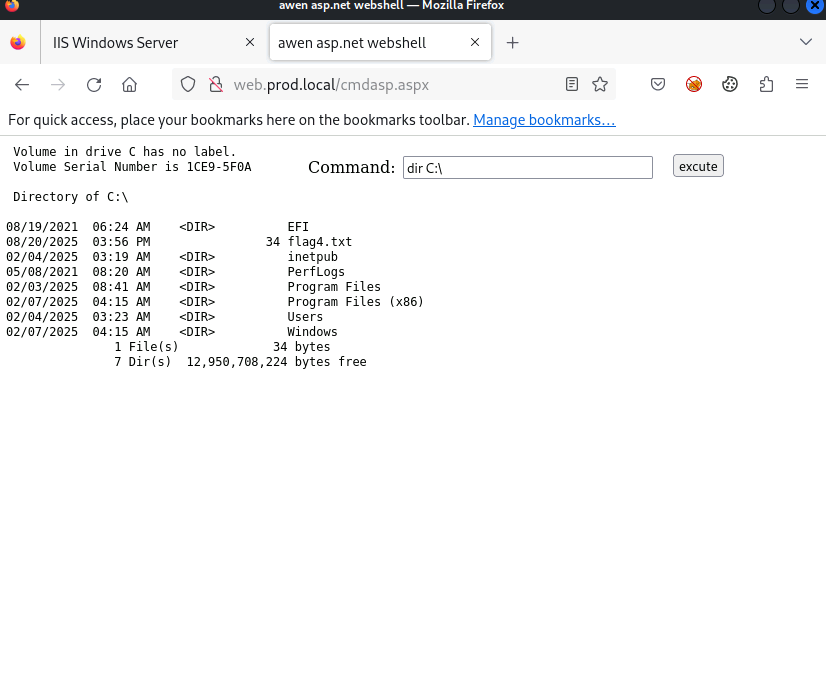 awen asp.net webshell — Mozilla Firefox
IIS Windows Server
awen asp.net webshell
web.prod.local/cmdasp.aspx
For quick access, place your bookmarks here on the bookmarks toolbar. Manage bookmarks...
Volume in drive C has no label.
Volume Serial Number is 1CE9-5F0A
Command: dir C:\ excute
Directory of C:\
08/19/2021  06:24 AM    <DIR>          EFI
08/20/2025  03:56 PM                34 flag4.txt
02/04/2025  03:19 AM    <DIR>          inetpub
05/08/2021  08:20 AM    <DIR>          PerfLogs
02/03/2025  08:41 AM    <DIR>          Program Files
02/07/2025  04:15 AM    <DIR>          Program Files (x86)
02/04/2025  03:23 AM    <DIR>          Users
02/07/2025  04:15 AM    <DIR>          Windows
1 File(s)             34 bytes
7 Dir(s)  12,950,708,224 bytes free